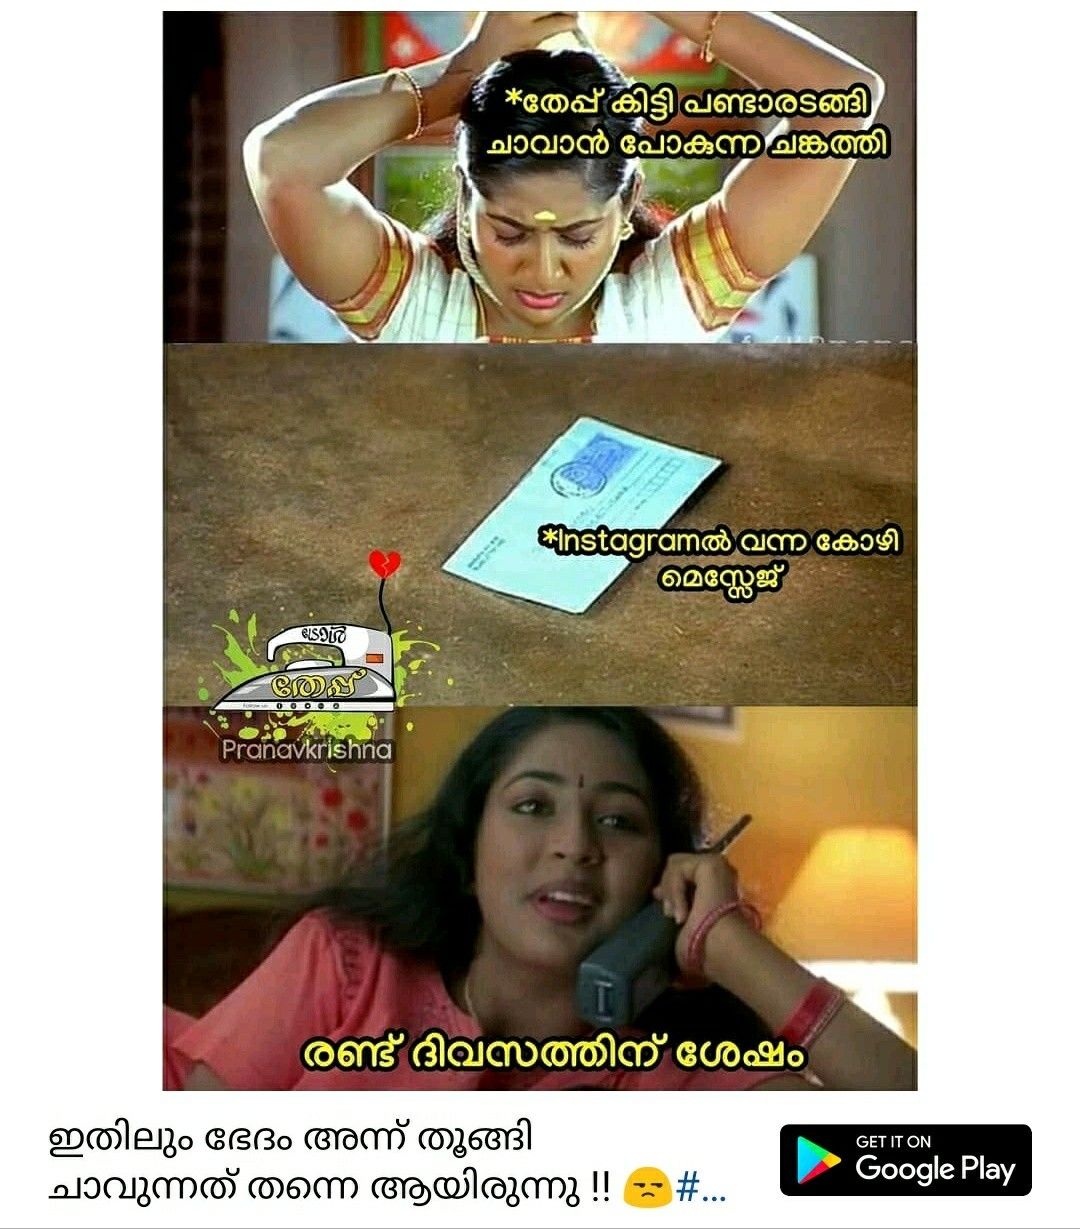 *തേപ്പ് കിട്ടി പണ്ടാരടങ്ങി
ചാവാൻ പോകുന്ന ചങ്കത്തി
*Instagramൽ വന്ന കോഴി
മെസ്സേജ്
ട്രോൾ
തേപ്പ്
Pranavkrishna
രണ്ട് ദിവസത്തിന് ശേഷം
ഇതിലും ഭേദം അന്ന് തൂങ്ങി
ചാവുന്നത് തന്നെ ആയിരുന്നു !! 😒#...
GET IT ON
Google Play